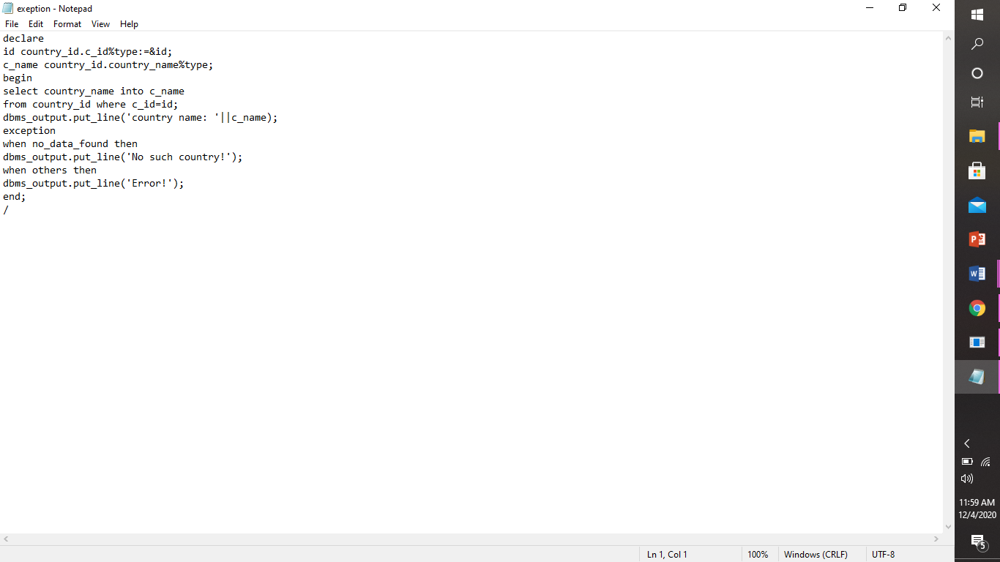 exeption - Notepad
File Edit Format View Help
declare
id country_id.c_id%type:=&id;
c_name country_id.country_name%type;
begin
select country_name into c_name
from country_id where c_id=id;
dbms_output.put_line('country name: '||c_name);
exception
when no_data_found then
dbms_output.put_line('No such country!');
when others then
dbms_output.put_line('Error!');
end;
/
Ln 1, Col 1 100% Windows (CRLF) UTF-8
P
W
11:59 AM
12/4/2020
5